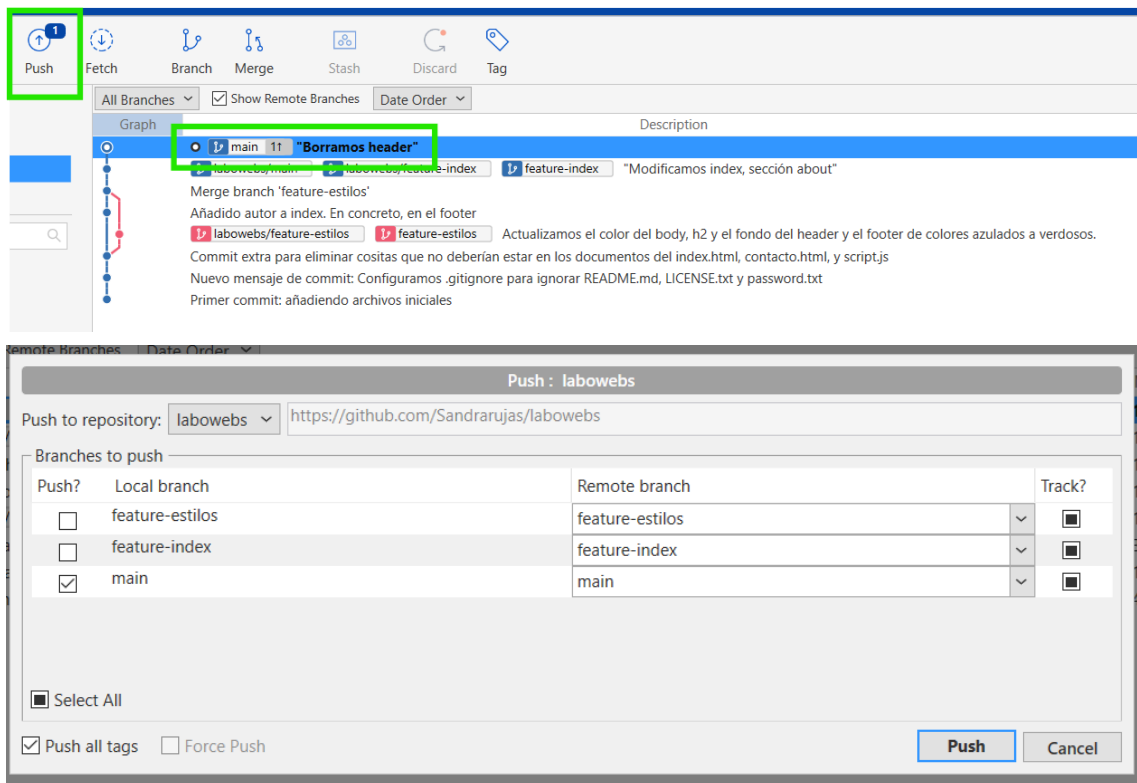 1
Push Fetch Branch Merge Stash Discard Tag
All Branches Show Remote Branches Date Order
Graph Description
main 1↑ "Borramos header"
labowebs/main labowebs/feature-index feature-index "Modificamos index, sección about"
Merge branch 'feature-estilos'
Añadido autor a index. En concreto, en el footer
labowebs/feature-estilos feature-estilos Actualizamos el color del body, h2 y el fondo del header y el footer de colores azulados a verdosos.
Commit extra para eliminar cositas que no deberían estar en los documentos del index.html, contacto.html, y script.js
Nuevo mensaje de commit: Configuramos .gitignore para ignorar README.md, LICENSE.txt y password.txt
Primer commit: añadiendo archivos iniciales
Remote Branches Date Order
Push : labowebs
Push to repository: labowebs https://github.com/Sandrarujas/labowebs
Branches to push
Push? Local branch Remote branch Track?
feature-estilos feature-estilos
feature-index feature-index
main main
Select All
Push all tags Force Push Push Cancel